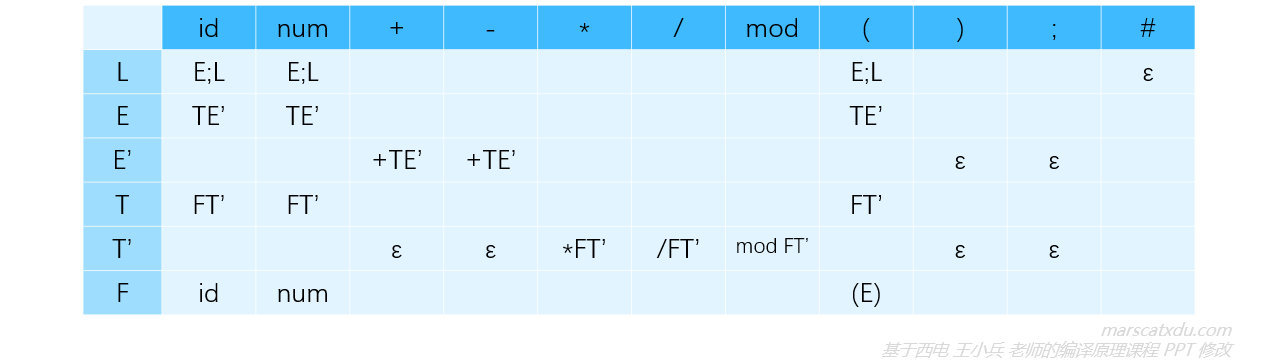 id num + - * / mod ( ) ; #
L E;L E;L E;L ε
E TE’ TE’ TE’
E’ +TE’ +TE’ ε ε
T FT’ FT’ FT’
T’ ε ε *FT’ /FT’ mod FT’ ε ε
F id num (E)
marscatxdu.com
基于西电 王小兵 老师的编译原理课程 PPT 修改